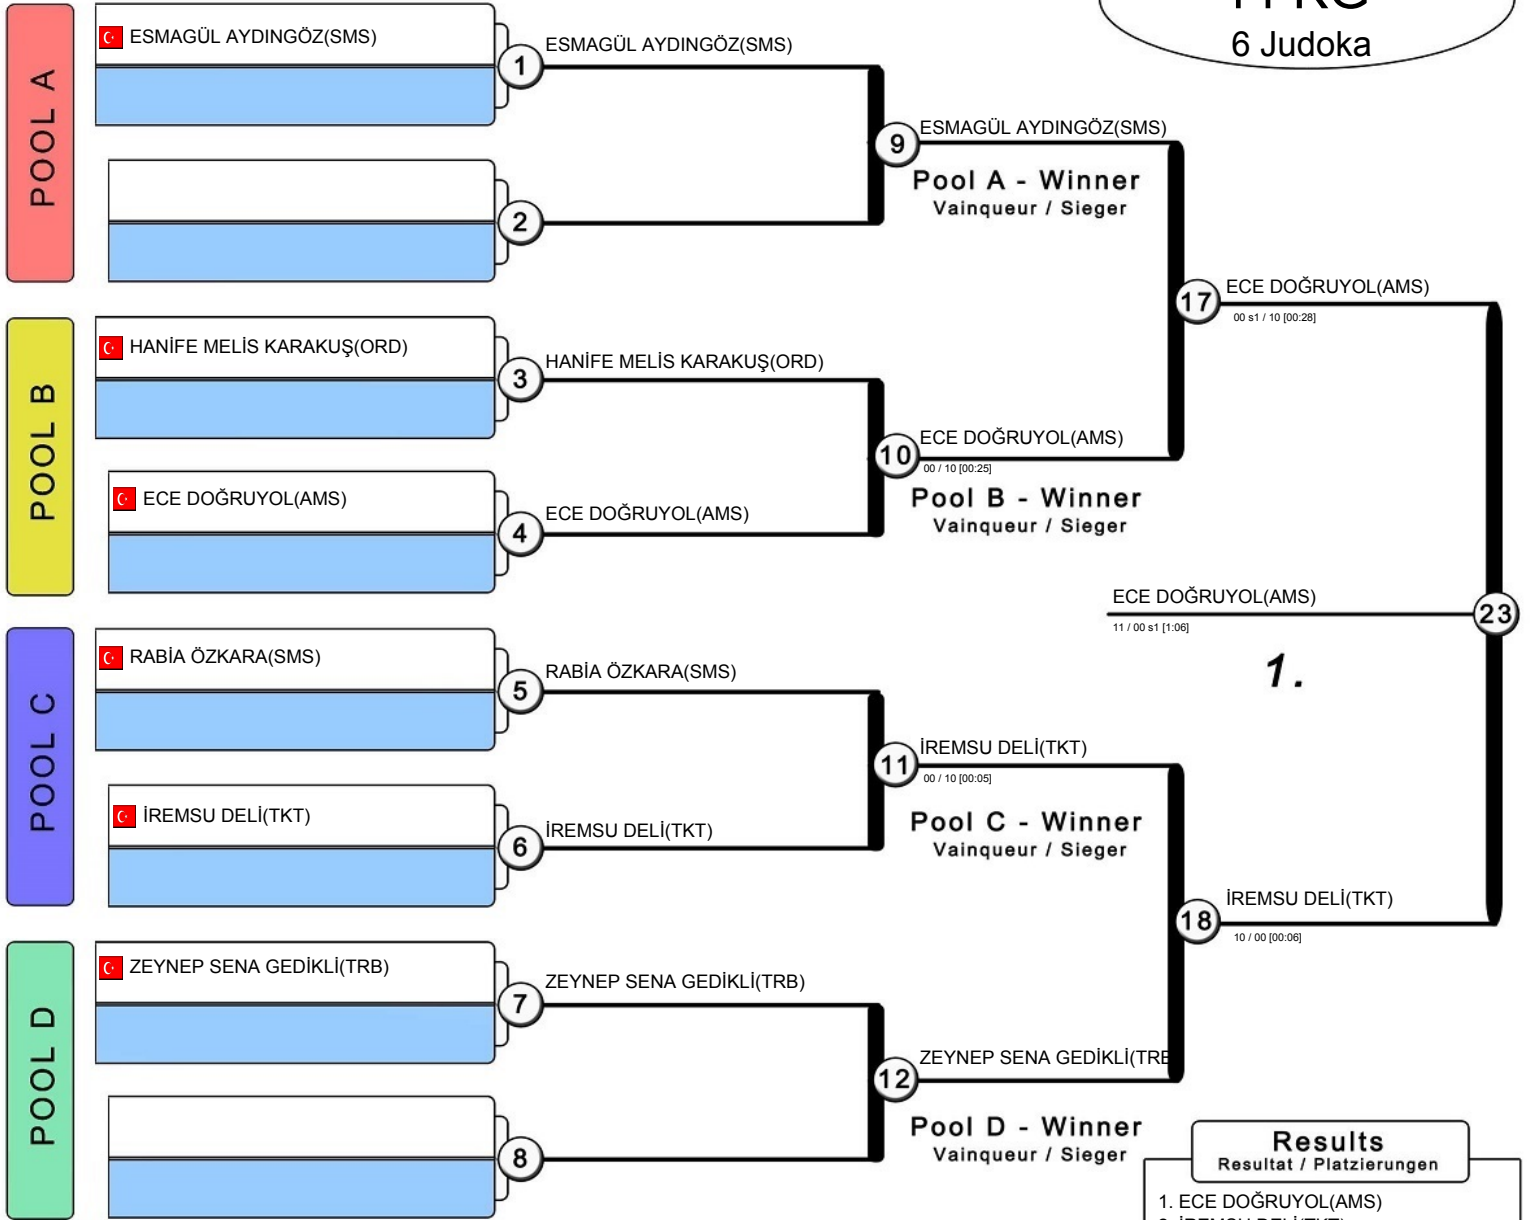 6 Judoka
POOL A
ESMAGÜL AYDINGÖZ(SMS)
1
ESMAGÜL AYDINGÖZ(SMS)
2
9
ESMAGÜL AYDINGÖZ(SMS)
Pool A - Winner
Vainqueur / Sieger
POOL B
HANİFE MELİS KARAKUŞ(ORD)
3
HANİFE MELİS KARAKUŞ(ORD)
ECE DOĞRUYOL(AMS)
4
ECE DOĞRUYOL(AMS)
10
ECE DOĞRUYOL(AMS)
00 / 10 [00:25]
Pool B - Winner
Vainqueur / Sieger
17
ECE DOĞRUYOL(AMS)
00 s1 / 10 [00:28]
ECE DOĞRUYOL(AMS)
23
11 / 00 s1 [1:06]
1.
POOL C
RABİA ÖZKARA(SMS)
5
RABİA ÖZKARA(SMS)
İREMSU DELİ(TKT)
6
İREMSU DELİ(TKT)
11
İREMSU DELİ(TKT)
00 / 10 [00:05]
Pool C - Winner
Vainqueur / Sieger
18
İREMSU DELİ(TKT)
10 / 00 [00:06]
POOL D
ZEYNEP SENA GEDİKLİ(TRB)
7
ZEYNEP SENA GEDİKLİ(TRB)
8
12
ZEYNEP SENA GEDİKLİ(TRB
Pool D - Winner
Vainqueur / Sieger
Results
Resultat / Platzierungen
1. ECE DOĞRUYOL(AMS)